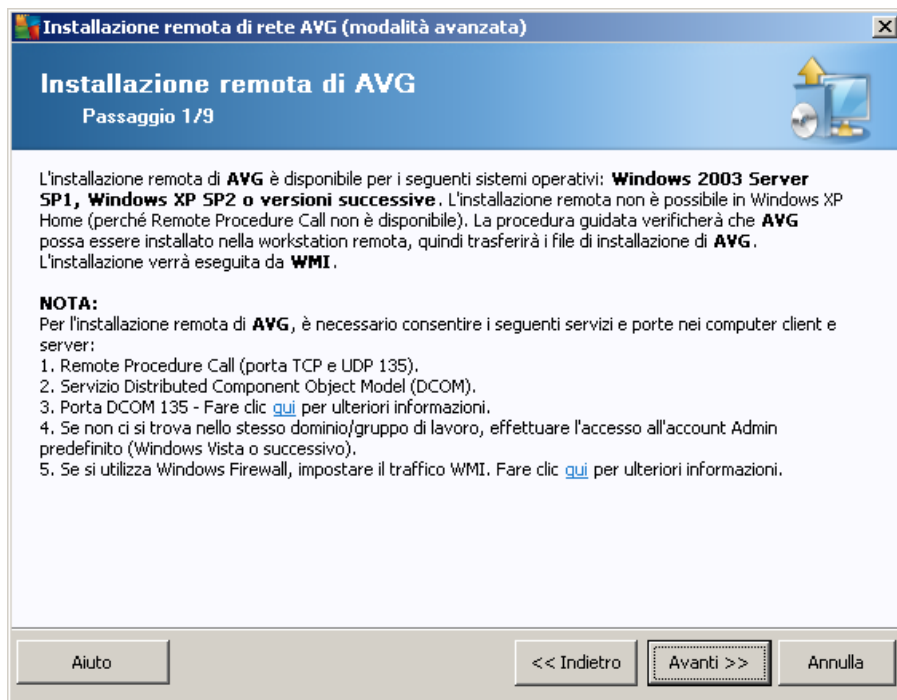 Installazione remota di rete AVG (modalità avanzata)
Installazione remota di AVG
Passaggio 1/9
L'installazione remota di AVG è disponibile per i seguenti sistemi operativi: Windows 2003 Server
SP1, Windows XP SP2 o versioni successive. L'installazione remota non è possibile in Windows XP
Home (perché Remote Procedure Call non è disponibile). La procedura guidata verificherà che AVG
possa essere installato nella workstation remota, quindi trasferirà i file di installazione di AVG.
L'installazione verrà eseguita da WMI.
NOTA:
Per l'installazione remota di AVG, è necessario consentire i seguenti servizi e porte nei computer client e
server:
1. Remote Procedure Call (porta TCP e UDP 135).
2. Servizio Distributed Component Object Model (DCOM).
3. Porta DCOM 135 - Fare clic qui per ulteriori informazioni.
4. Se non ci si trova nello stesso dominio/gruppo di lavoro, effettuare l'accesso all'account Admin
predefinito (Windows Vista o successivo).
5. Se si utilizza Windows Firewall, impostare il traffico WMI. Fare clic qui per ulteriori informazioni.
Aiuto
<< Indietro
Avanti >>
Annulla